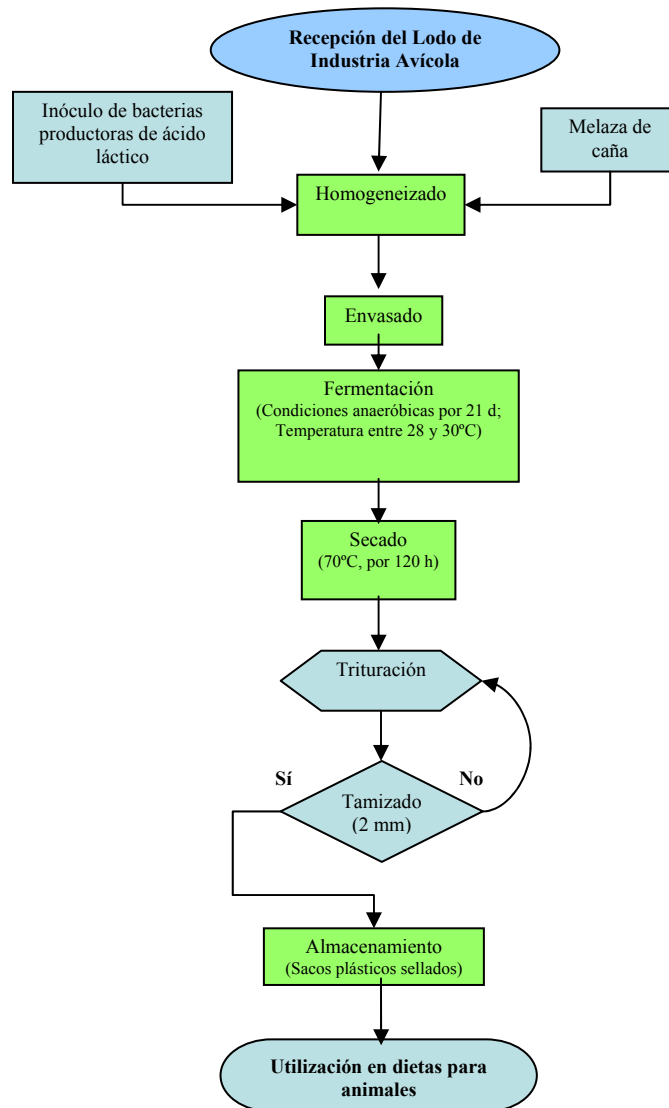 Recepción del Lodo de
Industria Avícola
Inóculo de bacterias
productoras de ácido
láctico
Melaza de
caña
Homogeneizado
Envasado
Fermentación
(Condiciones anaeróbicas por 21 d;
Temperatura entre 28 y 30ºC)
Secado
(70ºC, por 120 h)
Trituración
Sí
No
Tamizado
(2 mm)
Almacenamiento
(Sacos plásticos sellados)
Utilización en dietas para
animales